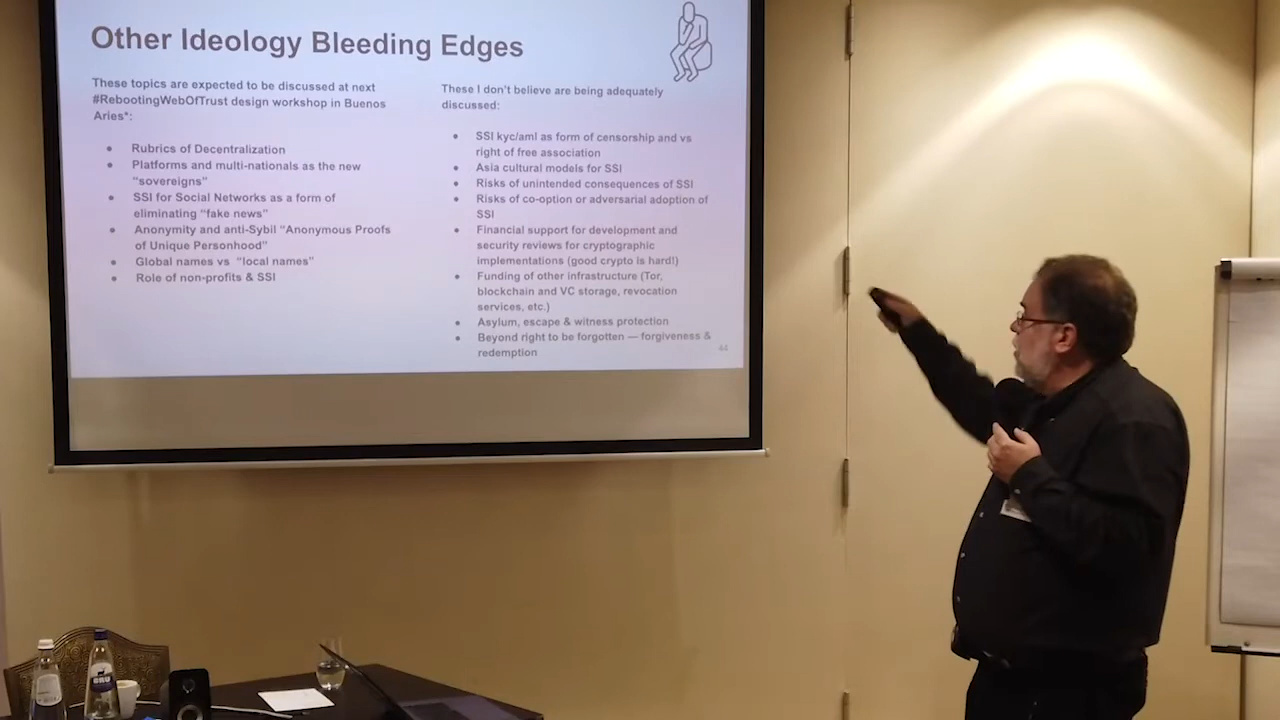 Other Ideology Bleeding Edges
These topics are expected to be discussed at next
#RebootingWebOfTrust design workshop in Buenos
Aries*:
• Rubrics of Decentralization
• Platforms and multi-nationals as the new
“sovereigns”
• SSI for Social Networks as a form of
eliminating “fake news”
• Anonymity and anti-Sybil “Anonymous Proofs
of Unique Personhood”
• Global names vs “local names”
• Role of non-profits & SSI
These I don’t believe are being adequately
discussed:
• SSI kyc/aml as form of censorship and vs
right of free association
• Asia cultural models for SSI
• Risks of unintended consequences of SSI
• Risks of co-option or adversarial adoption of
SSI
• Financial support for development and
security reviews for cryptographic
implementations (good crypto is hard!)
• Funding of other infrastructure (Tor,
blockchain and VC storage, revocation
services, etc.)
• Asylum, escape & witness protection
• Beyond right to be forgotten — forgiveness &
redemption
44
BRU